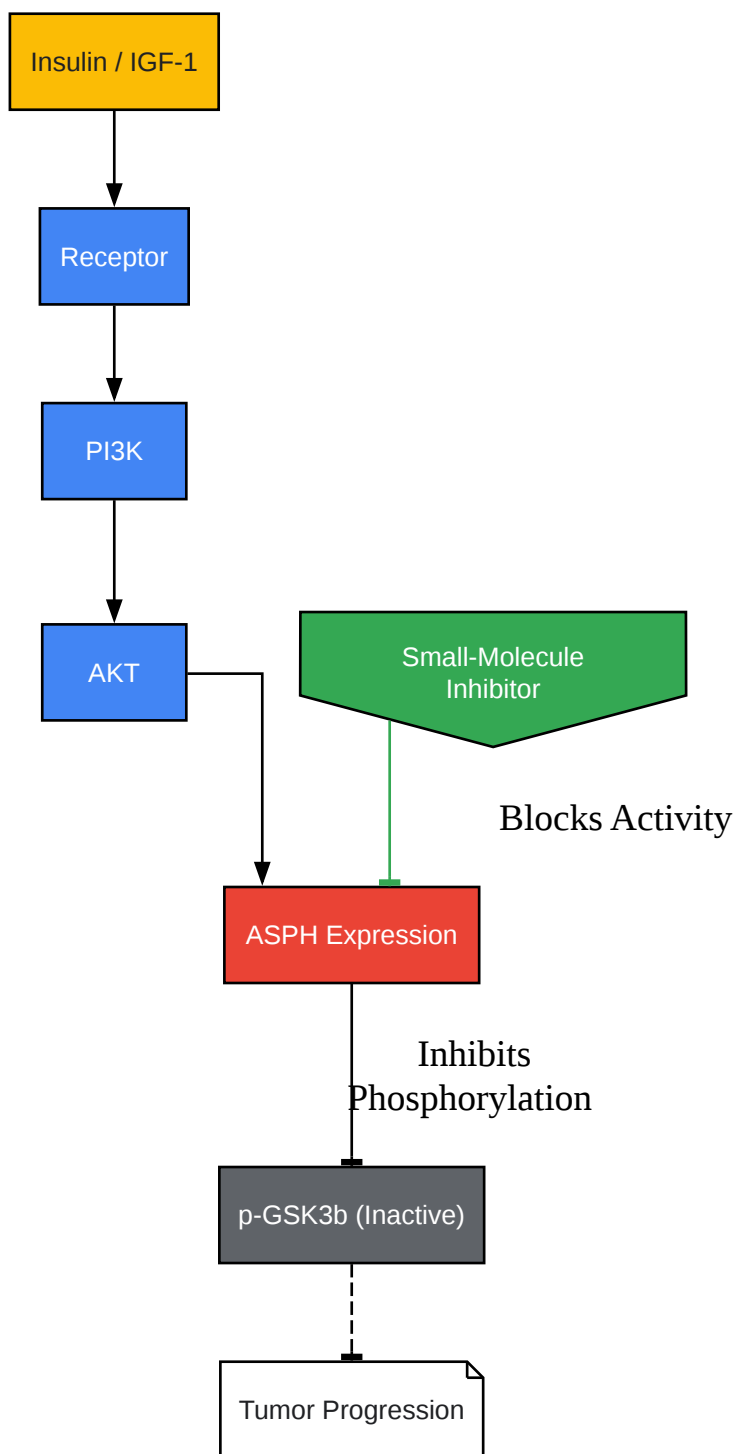 Insulin / IGF-1
Receptor
PI3K
AKT
Small-Molecule
Inhibitor
Blocks Activity
ASPH Expression
Inhibits
Phosphorylation
p-GSK3b (Inactive)
Tumor Progression